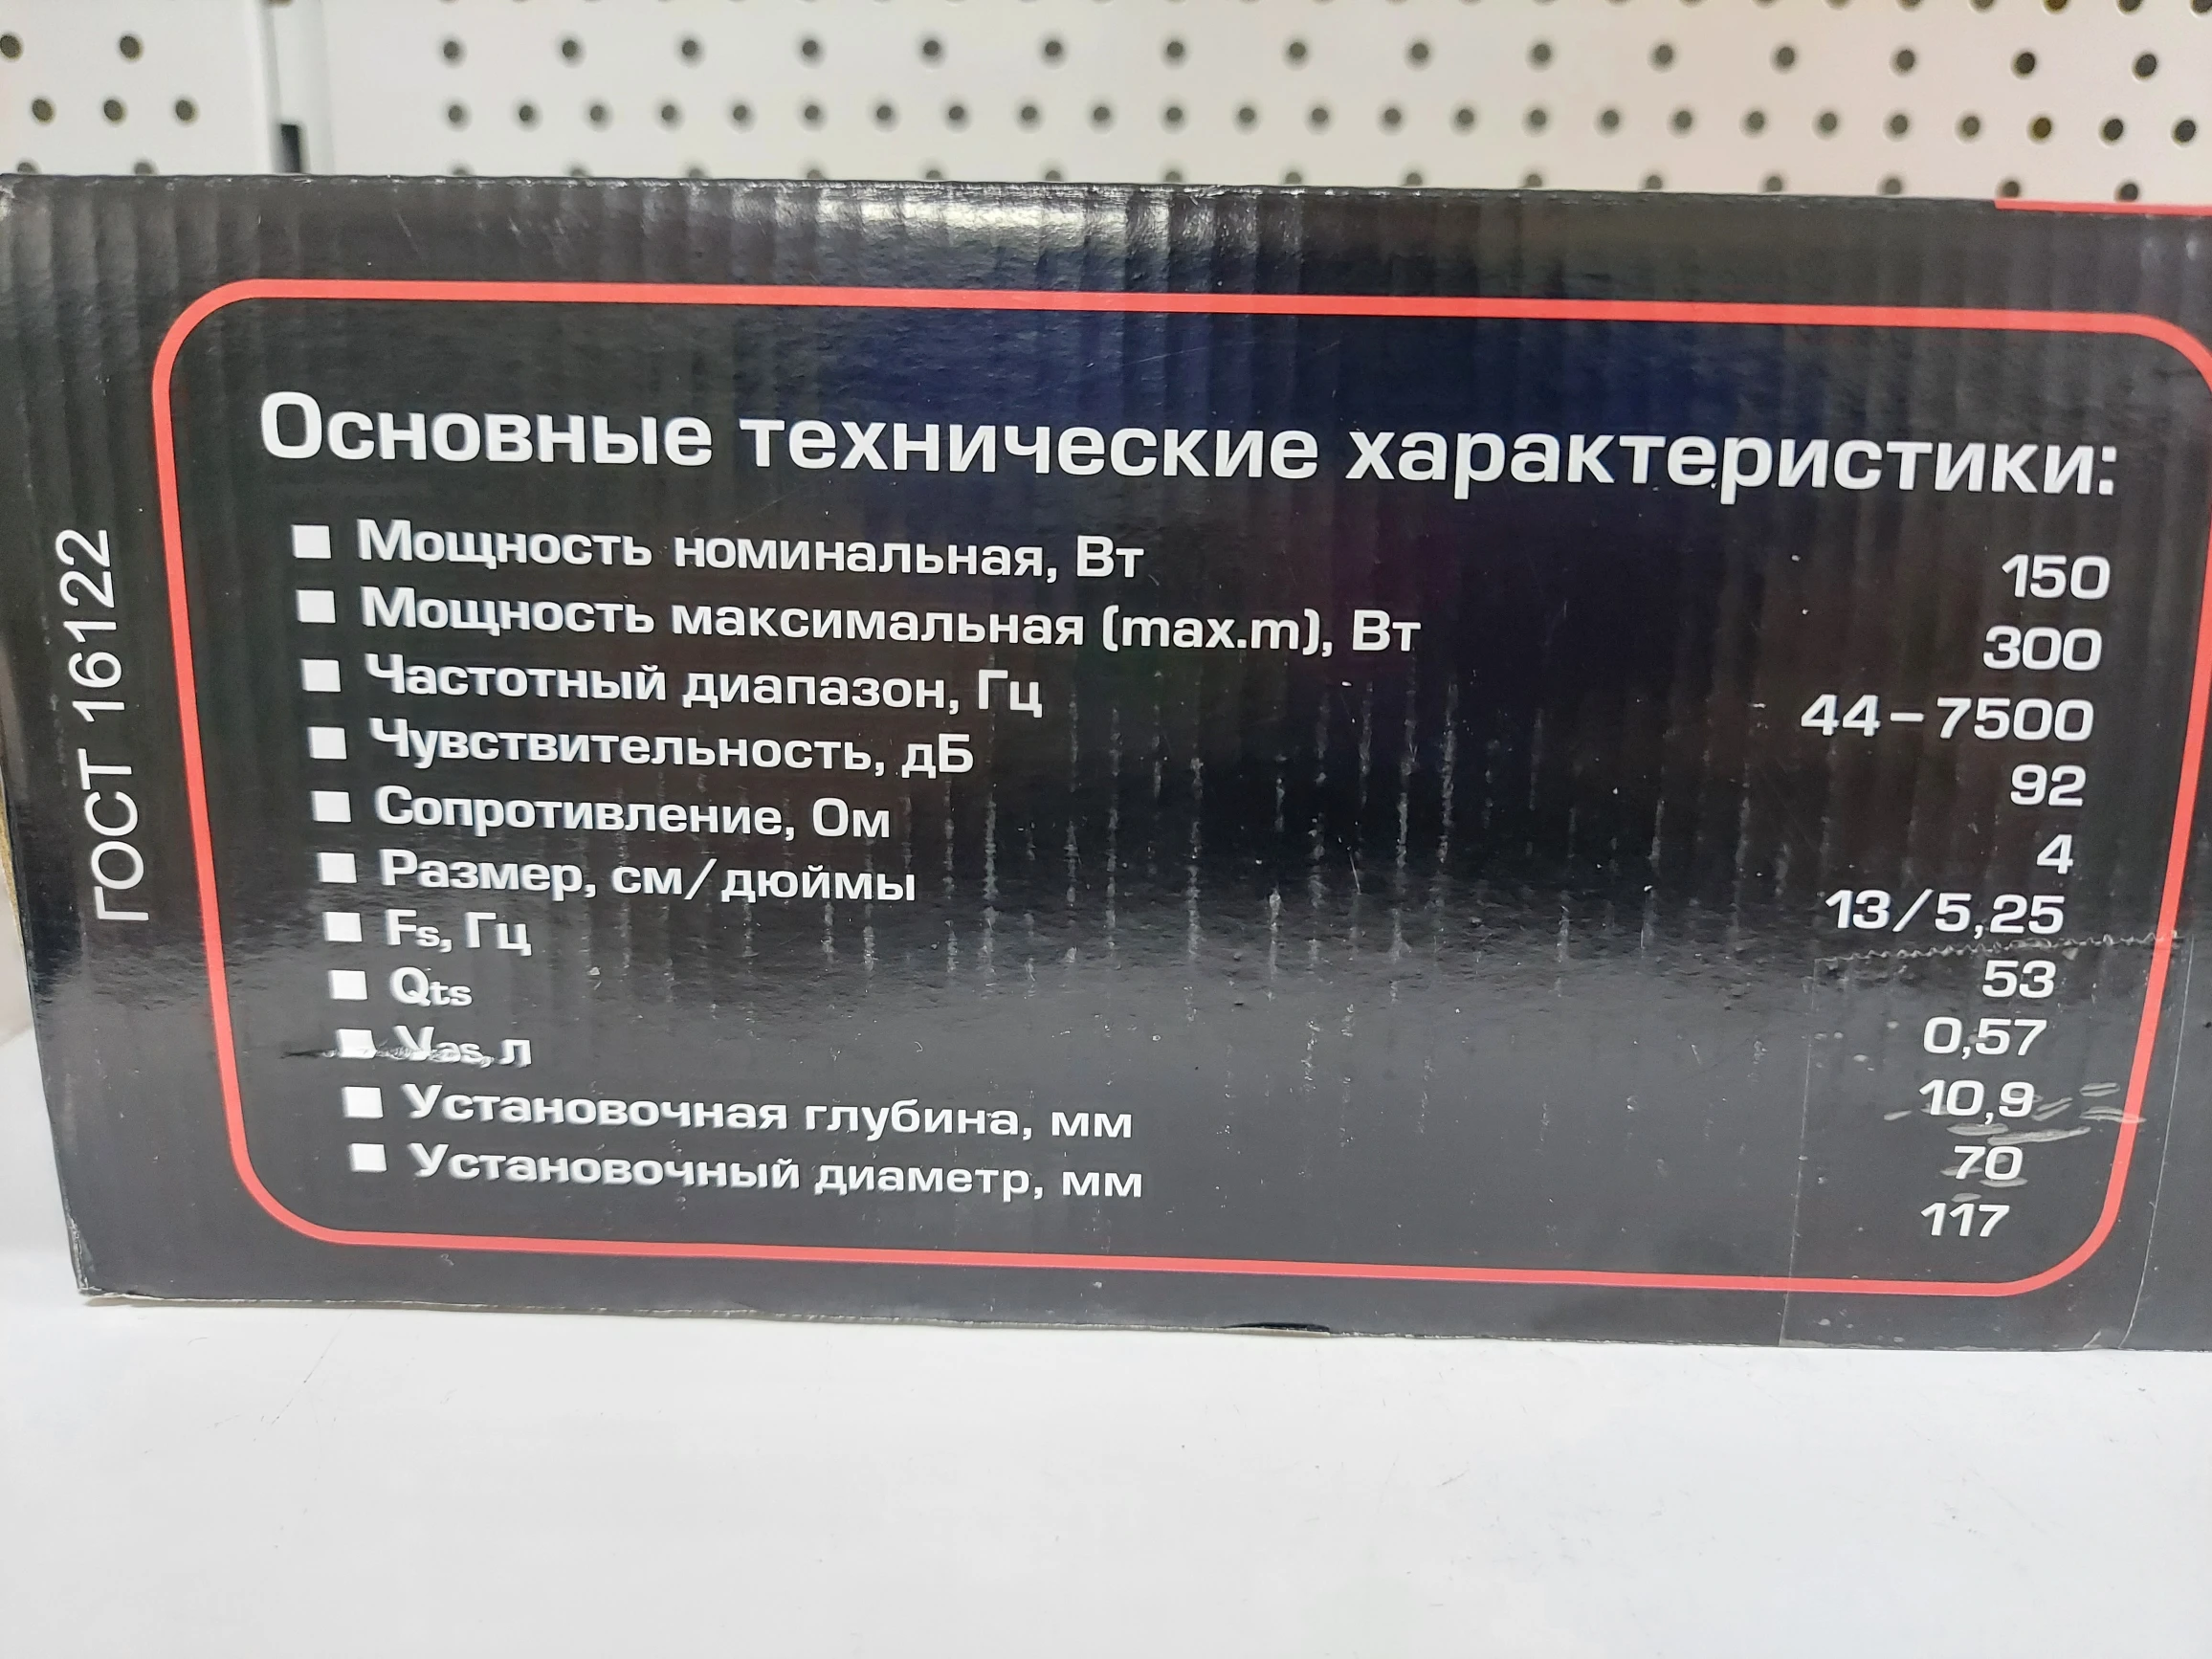 Основные технические характеристики:
Мощность номинальная, Вт 150
Мощность максимальная (max.m), Вт 300
Частотный диапазон, Гц 44-7500
Чувствительность, дБ 92
Сопротивление, Ом 4
Размер, см/дюймы 13/5,25
Fs, Гц 53
Qts 0,57
Vas, л 10,9
Установочная глубина, мм 70
Установочный диаметр, мм 117
ГОСТ 16122